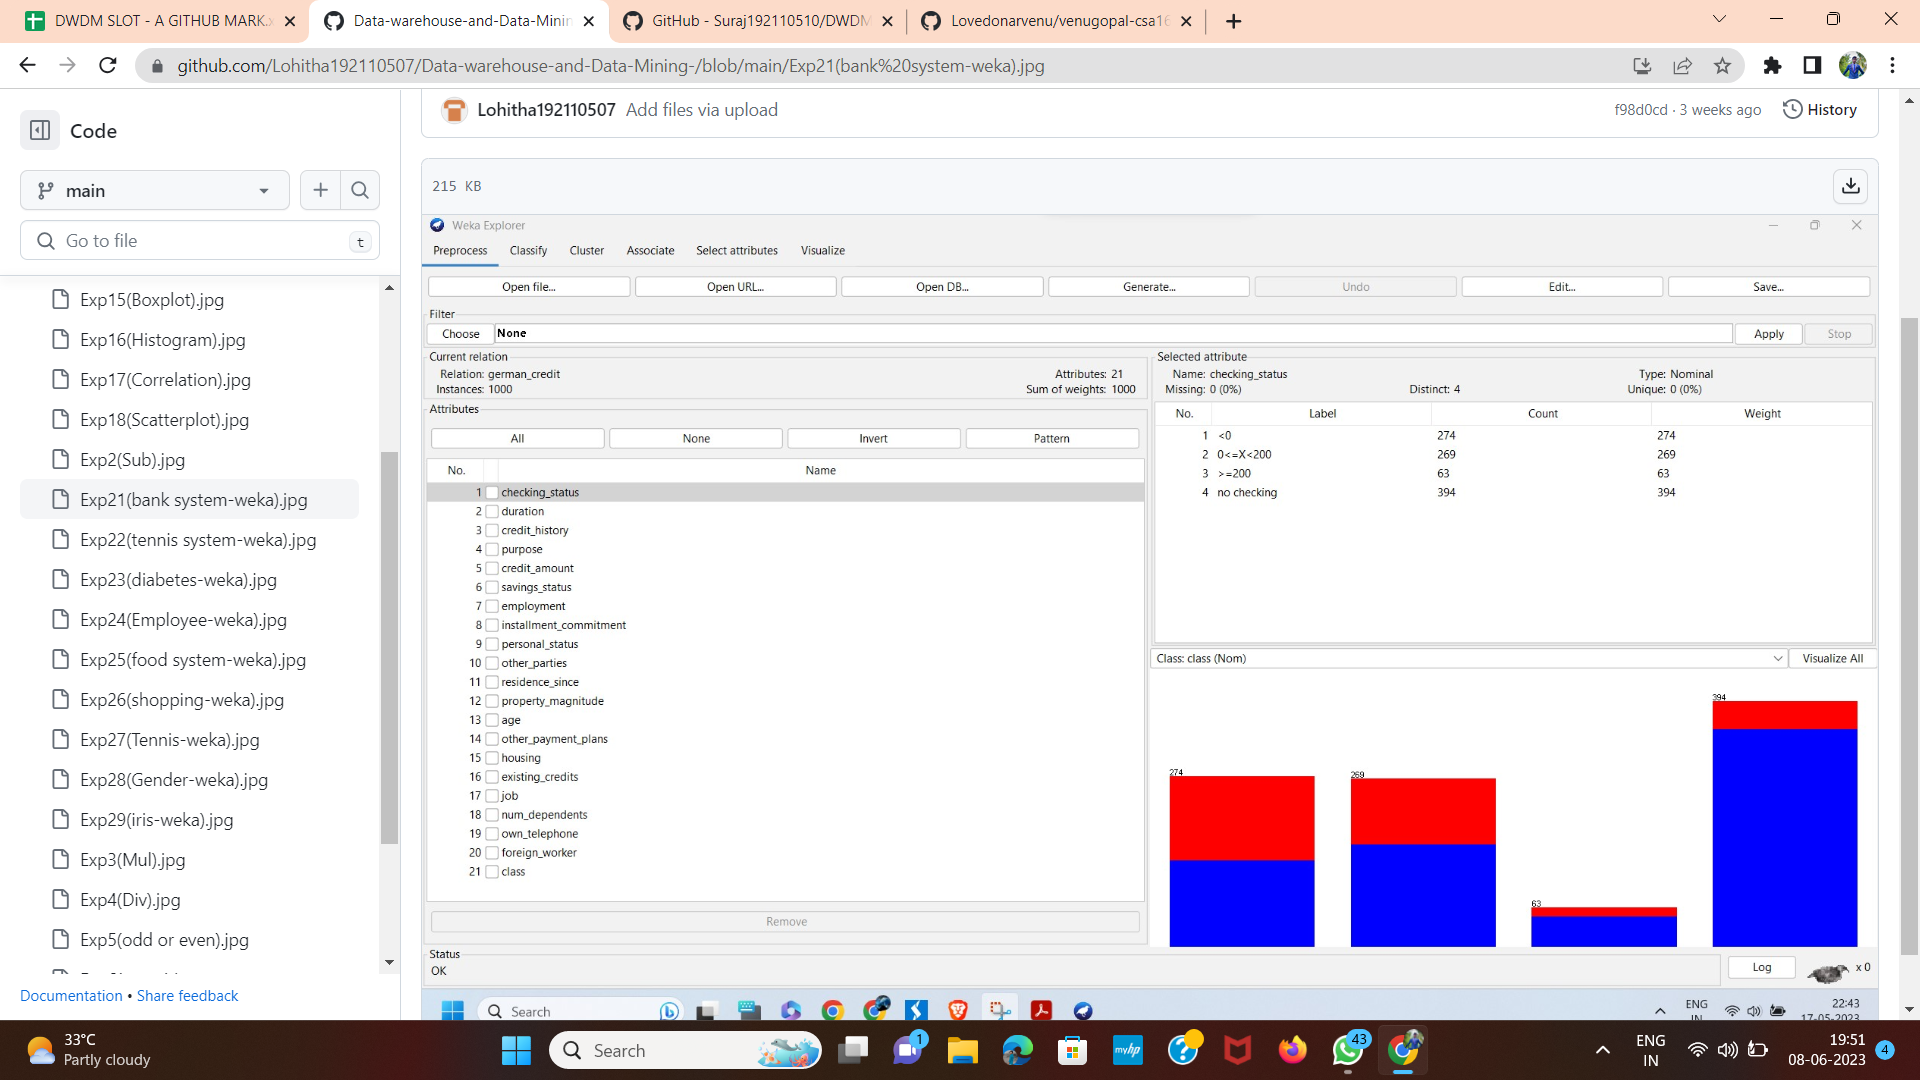 DWDM SLOT - A GITHUB MARK.x
Data-warehouse-and-Data-Minin
GitHub - Suraj192110510/DWDM
Lovedonarvenu/venugopal-csa16
github.com/Lohitha192110507/Data-warehouse-and-Data-Mining-/blob/main/Exp21(bank%20system-weka).jpg
Code
main
Go to file
t
Exp15(Boxplot).jpg
Exp16(Histogram).jpg
Exp17(Correlation).jpg
Exp18(Scatterplot).jpg
Exp2(Sub).jpg
Exp21(bank system-weka).jpg
Exp22(tennis system-weka).jpg
Exp23(diabetes-weka).jpg
Exp24(Employee-weka).jpg
Exp25(food system-weka).jpg
Exp26(shopping-weka).jpg
Exp27(Tennis-weka).jpg
Exp28(Gender-weka).jpg
Exp29(iris-weka).jpg
Exp3(Mul).jpg
Exp4(Div).jpg
Exp5(odd or even).jpg
Documentation • Share feedback
Lohitha192110507 Add files via upload
f98d0cd · 3 weeks ago
History
215 KB
Weka Explorer
Preprocess Classify Cluster Associate Select attributes Visualize
Open file... Open URL... Open DB... Generate... Undo Edit... Save...
Filter
Choose None Apply Stop
Current relation
Relation: german_credit Attributes: 21
Instances: 1000 Sum of weights: 1000
Attributes
All None Invert Pattern
No. Name
1 checking_status
2 duration
3 credit_history
4 purpose
5 credit_amount
6 savings_status
7 employment
8 installment_commitment
9 personal_status
10 other_parties
11 residence_since
12 property_magnitude
13 age
14 other_payment_plans
15 housing
16 existing_credits
17 job
18 num_dependents
19 own_telephone
20 foreign_worker
21 class
Remove
Selected attribute
Name: checking_status Type: Nominal
Missing: 0 (0%) Distinct: 4 Unique: 0 (0%)
No. Label Count Weight
1 <0 274 274
2 0<=X<200 269 269
3 >=200 63 63
4 no checking 394 394
Class: class (Nom) Visualize All
274
269
63
394
Status
OK
Log x 0
Search
ENG
IN
22:43
17-05-2023
33°C
Partly cloudy
Search
1
myhp
43
ENG
IN
19:51
08-06-2023
4